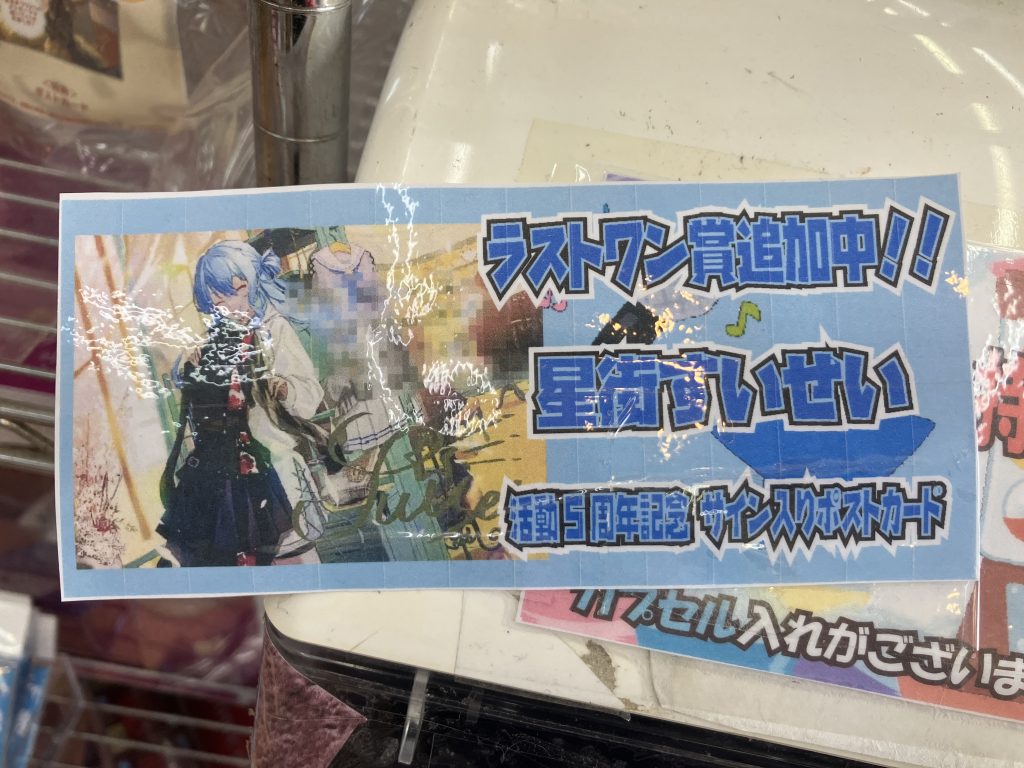 ラストワン賞追加中!!
星街すいせい
活動5周年記念 サイン入りポストカード
カプセル入れがございま